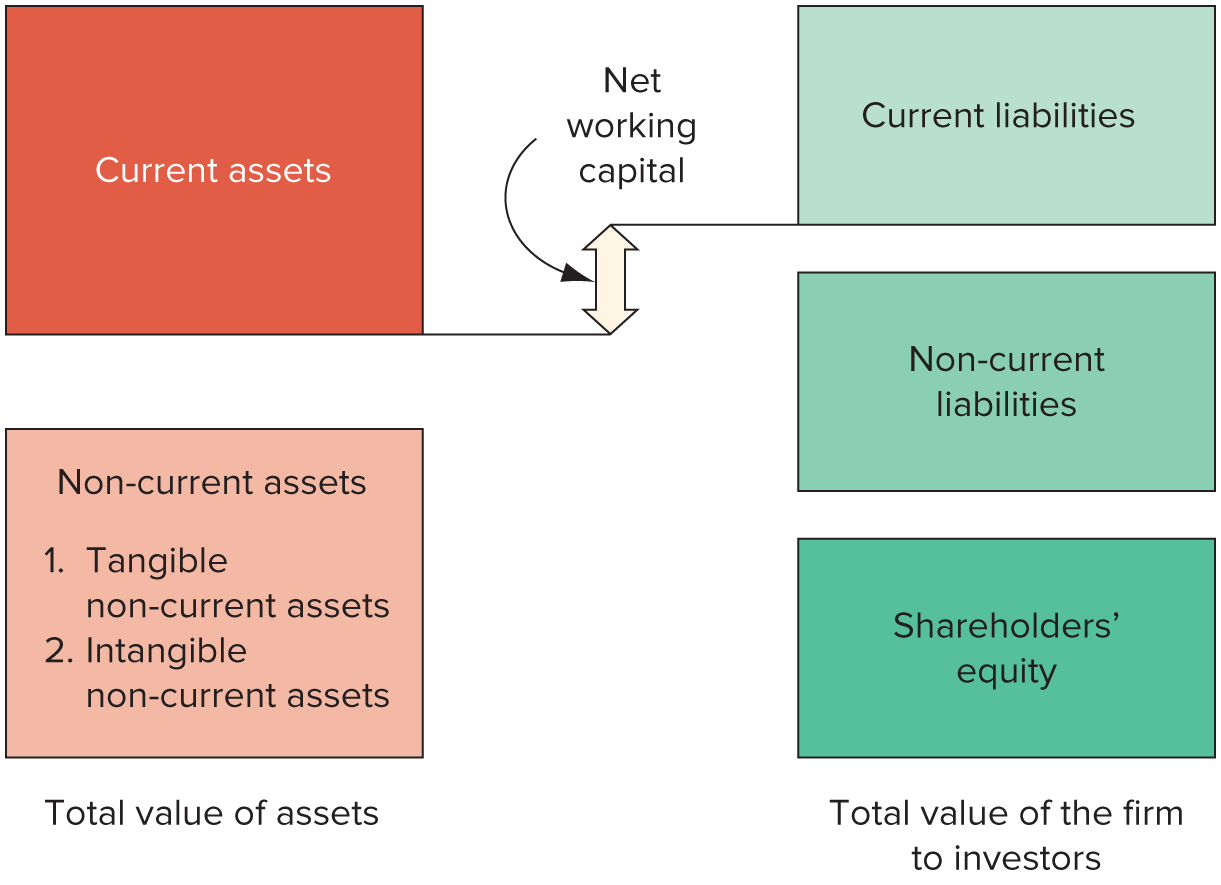 Current assets
Net
working
capital
Current liabilities
Non-current
liabilities
Non-current assets
1. Tangible
non-current assets
2. Intangible
non-current assets
Shareholders’
equity
Total value of assets
Total value of the firm
to investors